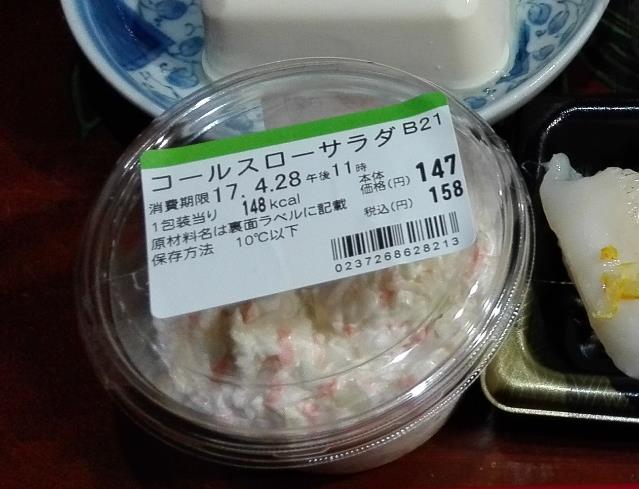 コールスローサラダ B21
消費期限 17. 4.28 午後 11時
1包装当り 148 kcal
本体価格(円) 147
原材料名は裏面ラベルに記載 税込(円) 158
保存方法 10℃以下
0237268628213